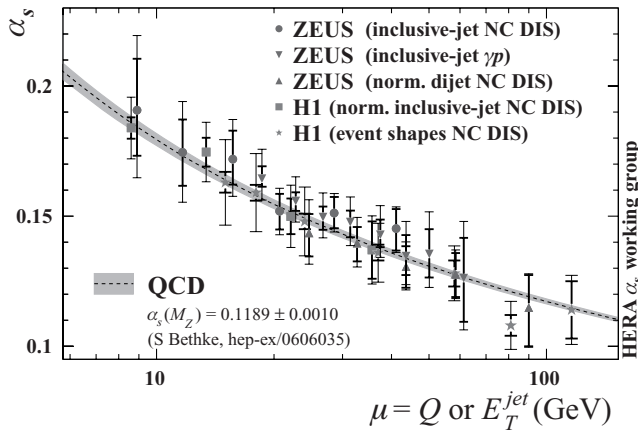 α_s
0.2
0.15
0.1
ZEUS (inclusive-jet NC DIS)
ZEUS (inclusive-jet γp)
ZEUS (norm. dijet NC DIS)
H1 (norm. inclusive-jet NC DIS)
H1 (event shapes NC DIS)
QCD
α_s(M_Z) = 0.1189 ± 0.0010
(S Bethke, hep-ex/0606035)
HERA α_s working group
10
100
μ = Q or E_T^jet (GeV)